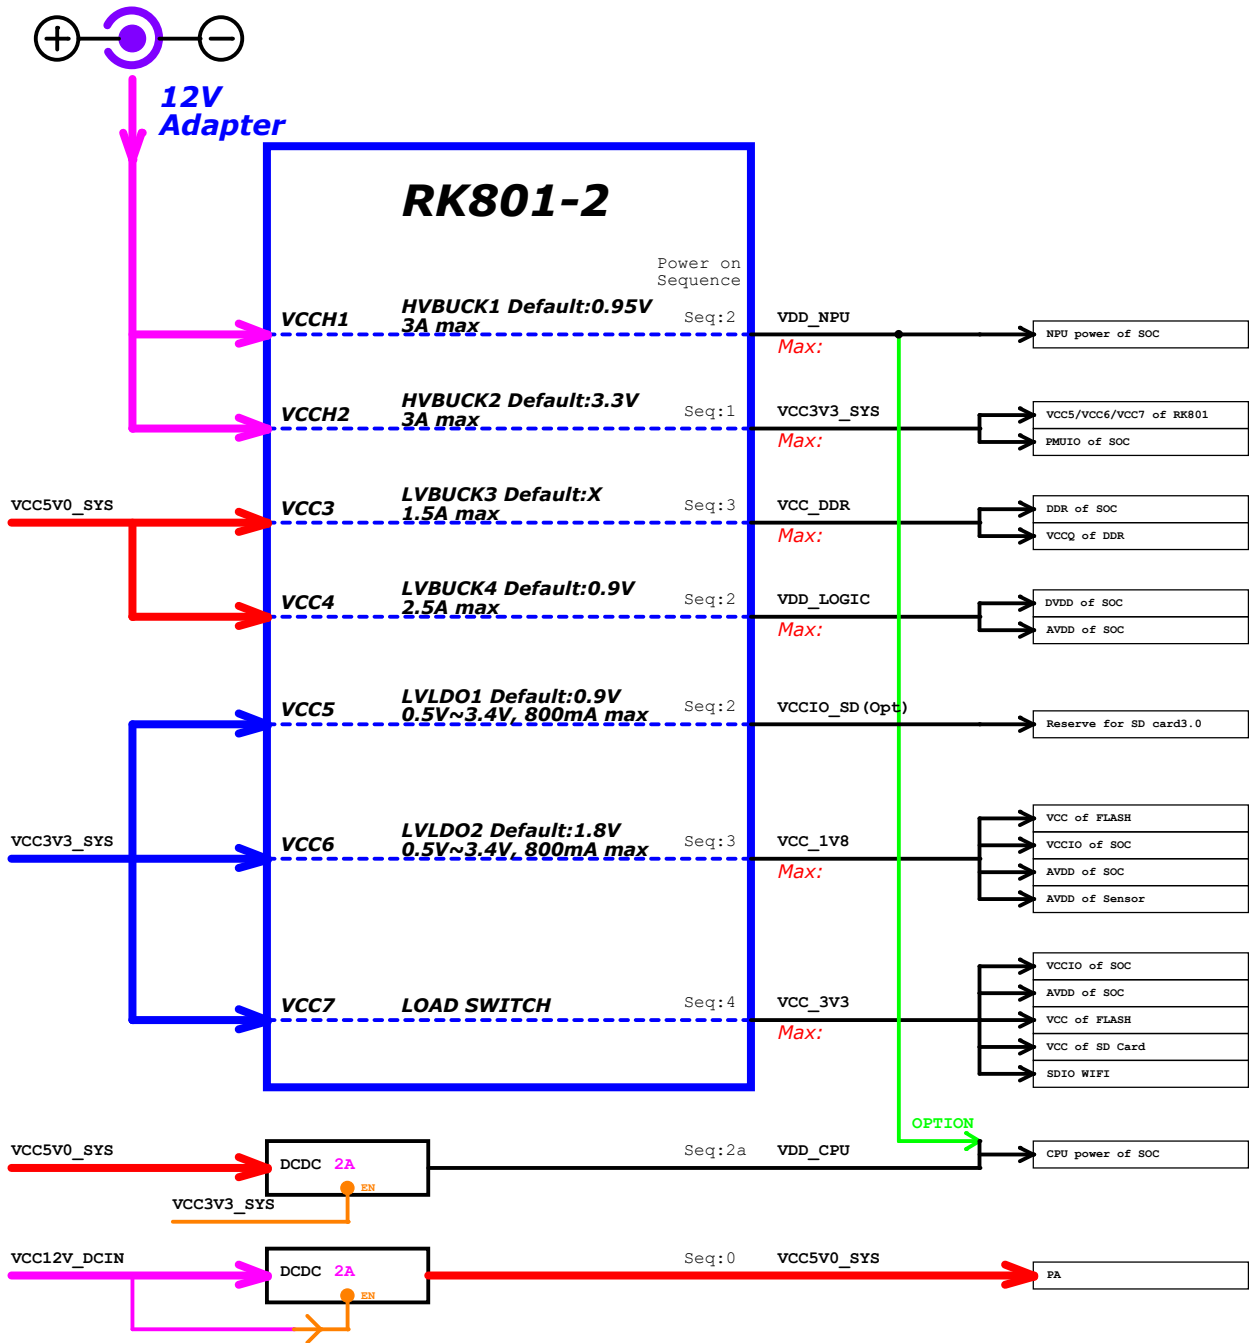 +
−
12V
Adapter
RK801-2
Power on
Sequence
VCCH1
HVBUCK1 Default:0.95V
3A max
Seq:2
VDD_NPU
Max:
NPU power of SOC
VCCH2
HVBUCK2 Default:3.3V
3A max
Seq:1
VCC3V3_SYS
Max:
VCC5/VCC6/VCC7 of RK801
PMUIO of SOC
VCC5V0_SYS
VCC3
LVBUCK3 Default:X
1.5A max
Seq:3
VCC_DDR
Max:
DDR of SOC
VCCQ of DDR
VCC4
LVBUCK4 Default:0.9V
2.5A max
Seq:2
VDD_LOGIC
Max:
DVDD of SOC
AVDD of SOC
VCC5
LVLDO1 Default:0.9V
0.5V~3.4V, 800mA max
Seq:2
VCCIO_SD(Opt)
Reserve for SD card3.0
VCC3V3_SYS
VCC6
LVLDO2 Default:1.8V
0.5V~3.4V, 800mA max
Seq:3
VCC_1V8
Max:
VCC of FLASH
VCCIO of SOC
AVDD of SOC
AVDD of Sensor
VCC7
LOAD SWITCH
Seq:4
VCC_3V3
Max:
VCCIO of SOC
AVDD of SOC
VCC of FLASH
VCC of SD Card
SDIO WIFI
OPTION
VCC5V0_SYS
DCDC 2A
EN
VCC3V3_SYS
Seq:2a
VDD_CPU
CPU power of SOC
VCC12V_DCIN
DCDC 2A
EN
Seq:0
VCC5V0_SYS
PA